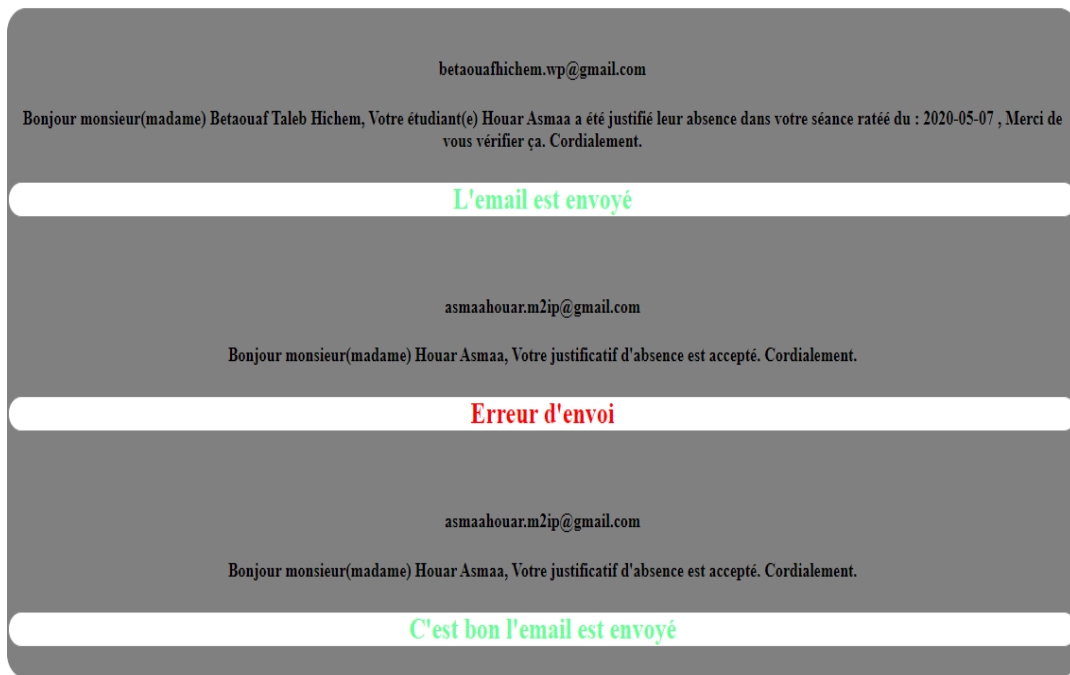 betaouafhichem.wp@gmail.com
Bonjour monsieur(madame) Betaouaf Taleb Hichem, Votre étudiant(e) Houar Asmaa a été justifié leur absence dans votre séance ratéé du : 2020-05-07 , Merci de
vous vérifier ça. Cordialement.
L'email est envoyé
asmaahouar.m2ip@gmail.com
Bonjour monsieur(madame) Houar Asmaa, Votre justificatif d'absence est accepté. Cordialement.
Erreur d'envoi
asmaahouar.m2ip@gmail.com
Bonjour monsieur(madame) Houar Asmaa, Votre justificatif d'absence est accepté. Cordialement.
C'est bon l'email est envoyé